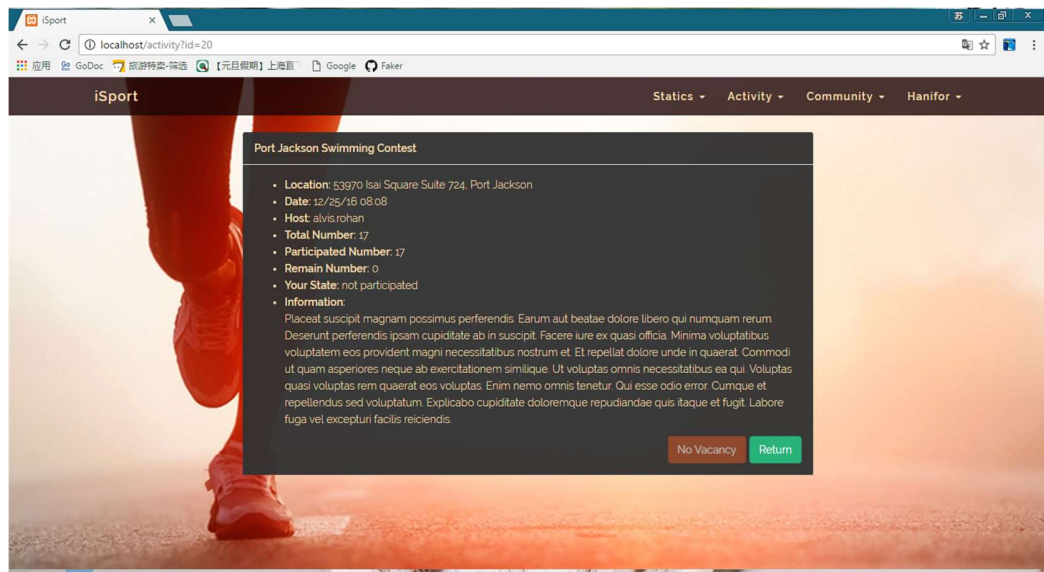 iSport
苏
localhost/activity?id=20
应用 GoDoc 旅游特卖-筛选 【元旦假期】上海直 Google Faker
iSport Statics Activity Community Hanifor
Port Jackson Swimming Contest
Location: 53970 Isai Square Suite 724, Port Jackson
Date: 12/25/16 08:08
Host: alvis.rohan
Total Number: 17
Participated Number: 17
Remain Number: 0
Your State: not participated
Information:
Placeat suscipit magnam possimus perferendis. Earum aut beatae dolore libero qui numquam rerum.
Deserunt perferendis ipsam cupiditate ab in suscipit. Facere iure ex quasi officia. Minima voluptatibus
voluptatem eos provident magni necessitatibus nostrum et. Et repellat dolore unde in quaerat. Commodi
ut quam asperiores neque ab exercitationem similique. Ut voluptas omnis necessitatibus ea qui. Voluptas
quasi voluptas rem quaerat eos voluptas. Enim nemo omnis tenetur. Qui esse odio error. Cumque et
repellendus sed voluptatum. Explicabo cupiditate doloremque repudiandae quis itaque et fugit. Labore
fuga vel excepturi facilis reiciendis.
No Vacancy Return